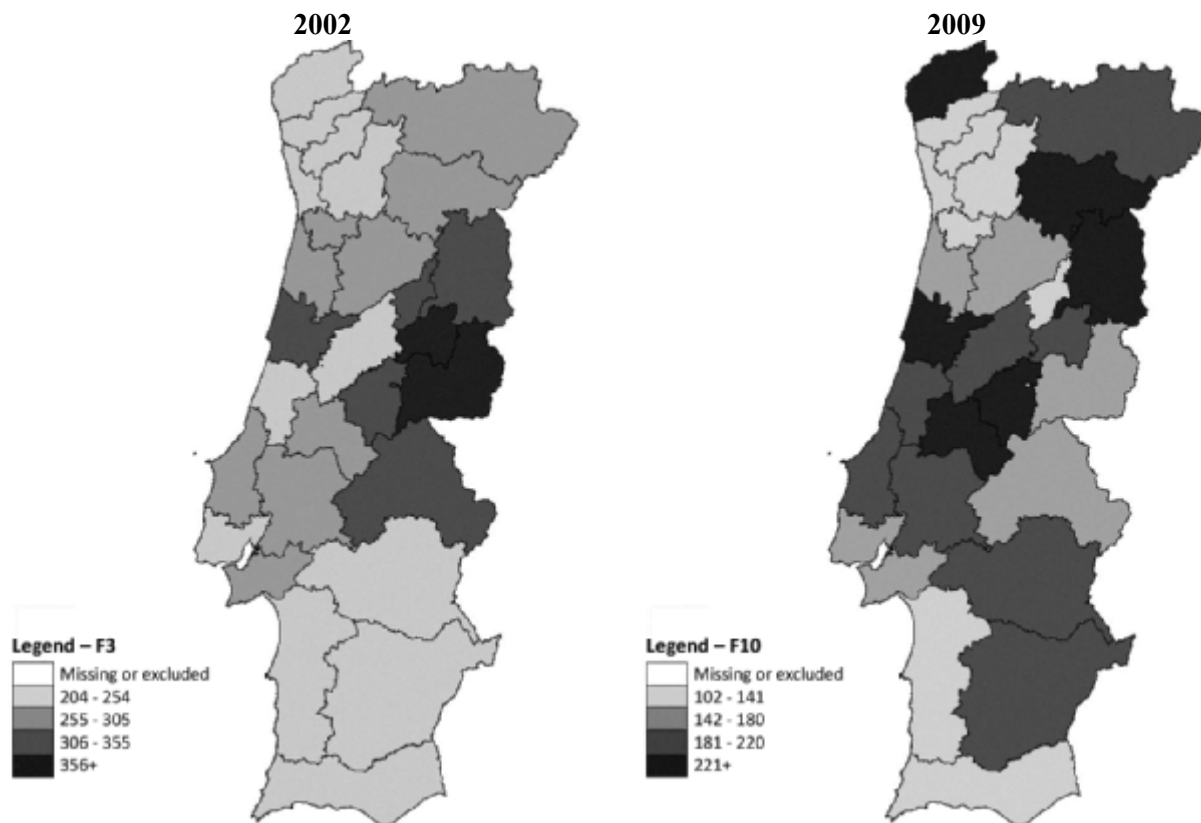 2002
2009
Legend – F3
Missing or excluded
204 - 254
255 - 305
306 - 355
356+
Legend – F10
Missing or excluded
102 - 141
142 - 180
181 - 220
221+